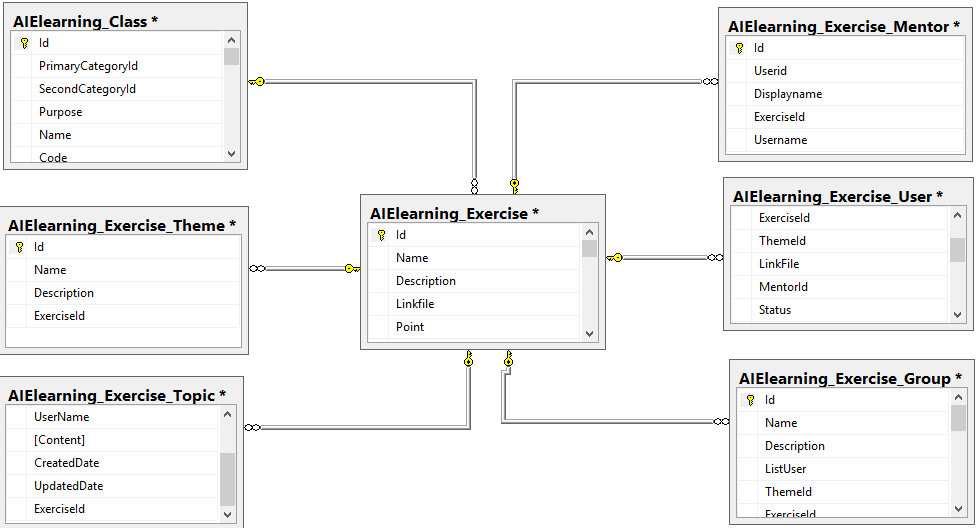 AIElearning_Class *
Id
PrimaryCategoryId
SecondCategoryId
Purpose
Name
Code
AIElearning_Exercise_Mentor *
Id
Userid
Displayname
ExerciseId
Username
AIElearning_Exercise_Theme *
Id
Name
Description
ExerciseId
AIElearning_Exercise *
Id
Name
Description
Linkfile
Point
AIElearning_Exercise_User *
ExerciseId
ThemeId
LinkFile
MentorId
Status
AIElearning_Exercise_Topic *
UserName
[Content]
CreatedDate
UpdatedDate
ExerciseId
AIElearning_Exercise_Group *
Id
Name
Description
ListUser
ThemeId
ExerciseId